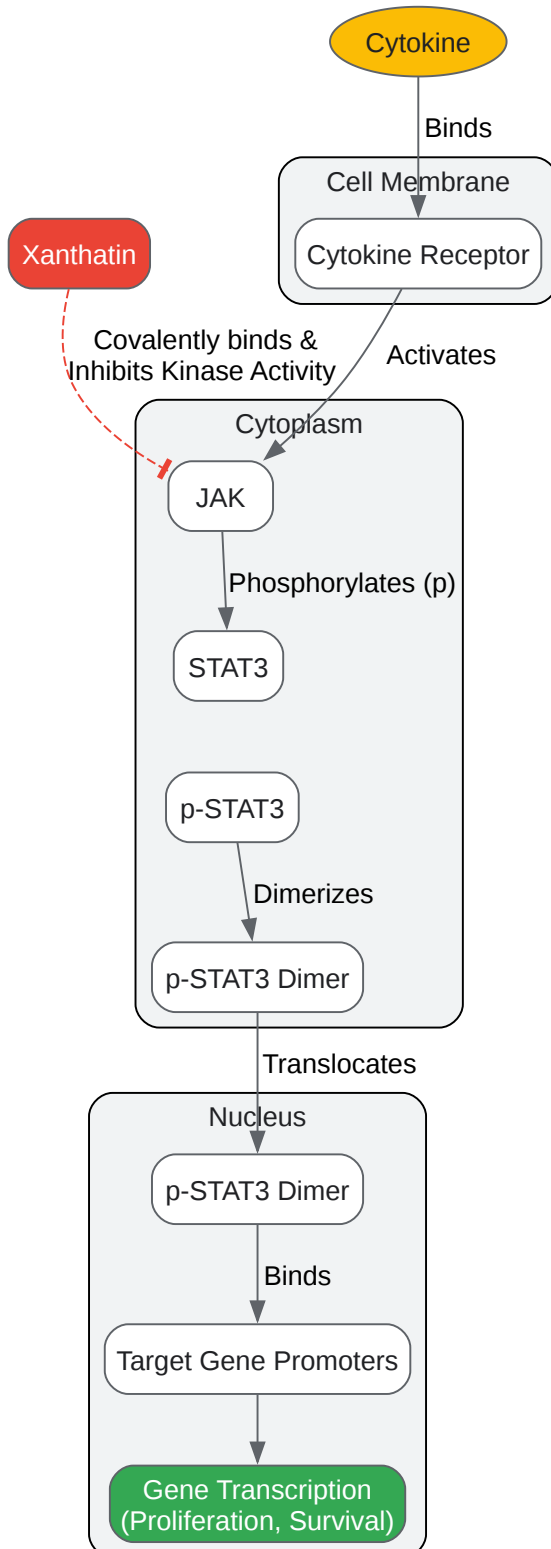 Cytokine
Binds
Cell Membrane
Xanthatin
Cytokine Receptor
Covalently binds &
Inhibits Kinase Activity
Activates
Cytoplasm
JAK
Phosphorylates (p)
STAT3
p-STAT3
Dimerizes
p-STAT3 Dimer
Translocates
Nucleus
p-STAT3 Dimer
Binds
Target Gene Promoters
Gene Transcription
(Proliferation, Survival)